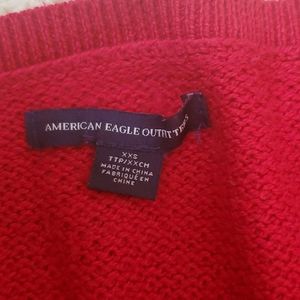 AMERICAN EAGLE OUTFITTERS
XXS
TTP/XXCH
MADE IN CHINA
FABRIQUÉ EN
CHINE